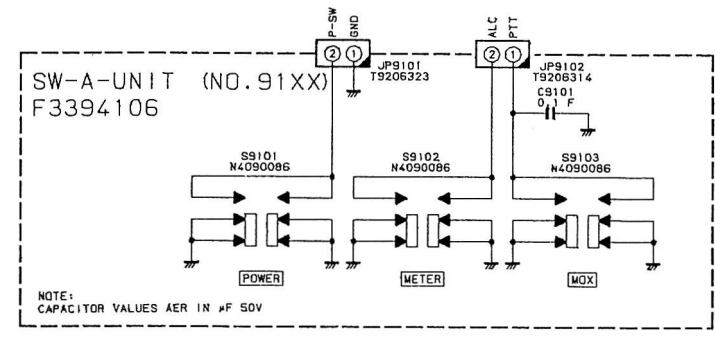 P-SW
GND
ALC
PTT
2 1
2 1
JP9101
T9206323
JP9102
T9206314
SW-A-UNIT (NO.91XX)
F3394106
C9101
0.1 F
S9101
N4090086
S9102
N4090086
S9103
N4090086
POWER
METER
MOX
NOTE:
CAPACITOR VALUES AER IN µF 50V